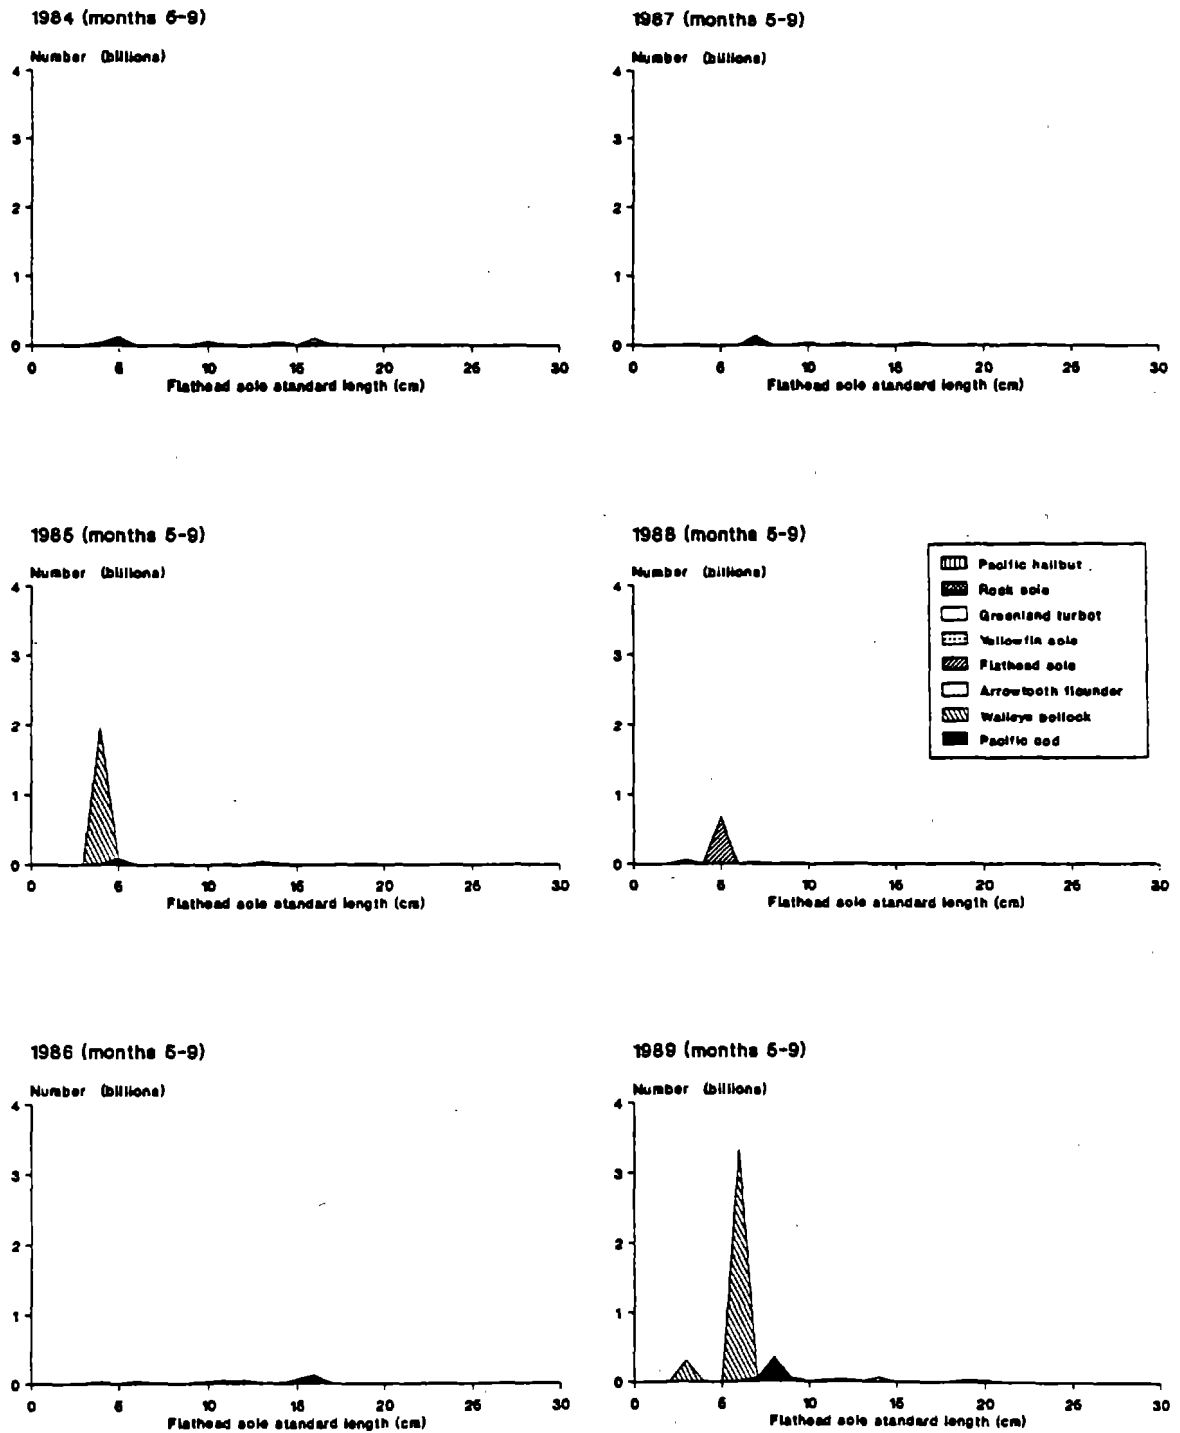 1984 (months 5-9)
Number (billions)
4
3
2
1
0
0 5 10 15 20 25 30
Flathead sole standard length (cm)
1985 (months 5-9)
Number (billions)
4
3
2
1
0
0 5 10 15 20 25 30
Flathead sole standard length (cm)
1986 (months 5-9)
Number (billions)
4
3
2
1
0
0 5 10 15 20 25 30
Flathead sole standard length (cm)
1987 (months 5-9)
Number (billions)
4
3
2
1
0
0 5 10 15 20 25 30
Flathead sole standard length (cm)
1988 (months 5-9)
Number (billions)
4
3
2
1
0
0 5 10 15 20 25 30
Flathead sole standard length (cm)
Pacific halibut
Rock sole
Greenland turbot
Yellowfin sole
Flathead sole
Arrowtooth flounder
Walleye pollock
Pacific cod
1989 (months 5-9)
Number (billions)
4
3
2
1
0
0 5 10 15 20 25 30
Flathead sole standard length (cm)